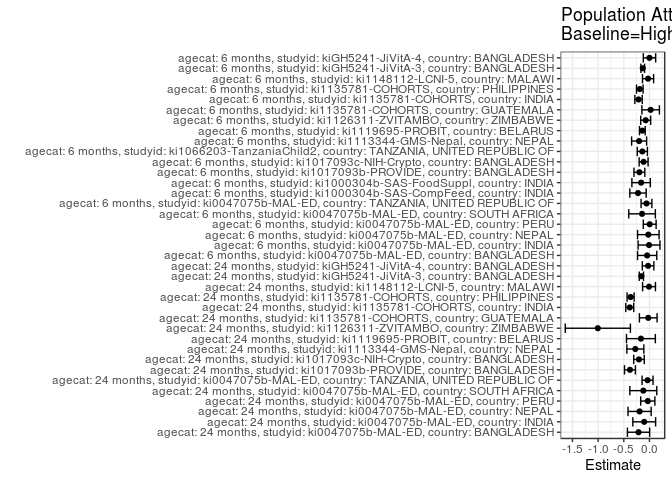 Population Att
Baseline=High
agecat: 6 months, studyid: kiGH5241-JiVitA-4, country: BANGLADESH
agecat: 6 months, studyid: kiGH5241-JiVitA-3, country: BANGLADESH
agecat: 6 months, studyid: ki1148112-LCNI-5, country: MALAWI
agecat: 6 months, studyid: ki1135781-COHORTS, country: PHILIPPINES
agecat: 6 months, studyid: ki1135781-COHORTS, country: INDIA
agecat: 6 months, studyid: ki1135781-COHORTS, country: GUATEMALA
agecat: 6 months, studyid: ki1126311-ZVITAMBO, country: ZIMBABWE
agecat: 6 months, studyid: ki1119695-PROBIT, country: BELARUS
agecat: 6 months, studyid: ki1113344-GMS-Nepal, country: NEPAL
agecat: 6 months, studyid: ki1066203-TanzaniaChild2, country: TANZANIA, UNITED REPUBLIC OF
agecat: 6 months, studyid: ki1017093c-NIH-Crypto, country: BANGLADESH
agecat: 6 months, studyid: ki1017093b-PROVIDE, country: BANGLADESH
agecat: 6 months, studyid: ki1000304b-SAS-FoodSuppl, country: INDIA
agecat: 6 months, studyid: ki1000304b-SAS-CompFeed, country: INDIA
agecat: 6 months, studyid: ki0047075b-MAL-ED, country: TANZANIA, UNITED REPUBLIC OF
agecat: 6 months, studyid: ki0047075b-MAL-ED, country: SOUTH AFRICA
agecat: 6 months, studyid: ki0047075b-MAL-ED, country: PERU
agecat: 6 months, studyid: ki0047075b-MAL-ED, country: NEPAL
agecat: 6 months, studyid: ki0047075b-MAL-ED, country: INDIA
agecat: 6 months, studyid: ki0047075b-MAL-ED, country: BANGLADESH
agecat: 24 months, studyid: kiGH5241-JiVitA-4, country: BANGLADESH
agecat: 24 months, studyid: kiGH5241-JiVitA-3, country: BANGLADESH
agecat: 24 months, studyid: ki1148112-LCNI-5, country: MALAWI
agecat: 24 months, studyid: ki1135781-COHORTS, country: PHILIPPINES
agecat: 24 months, studyid: ki1135781-COHORTS, country: INDIA
agecat: 24 months, studyid: ki1135781-COHORTS, country: GUATEMALA
agecat: 24 months, studyid: ki1126311-ZVITAMBO, country: ZIMBABWE
agecat: 24 months, studyid: ki1119695-PROBIT, country: BELARUS
agecat: 24 months, studyid: ki1113344-GMS-Nepal, country: NEPAL
agecat: 24 months, studyid: ki1017093c-NIH-Crypto, country: BANGLADESH
agecat: 24 months, studyid: ki1017093b-PROVIDE, country: BANGLADESH
agecat: 24 months, studyid: ki0047075b-MAL-ED, country: TANZANIA, UNITED REPUBLIC OF
agecat: 24 months, studyid: ki0047075b-MAL-ED, country: SOUTH AFRICA
agecat: 24 months, studyid: ki0047075b-MAL-ED, country: PERU
agecat: 24 months, studyid: ki0047075b-MAL-ED, country: NEPAL
agecat: 24 months, studyid: ki0047075b-MAL-ED, country: INDIA
agecat: 24 months, studyid: ki0047075b-MAL-ED, country: BANGLADESH
-1.5 -1.0 -0.5 0.0
Estimate